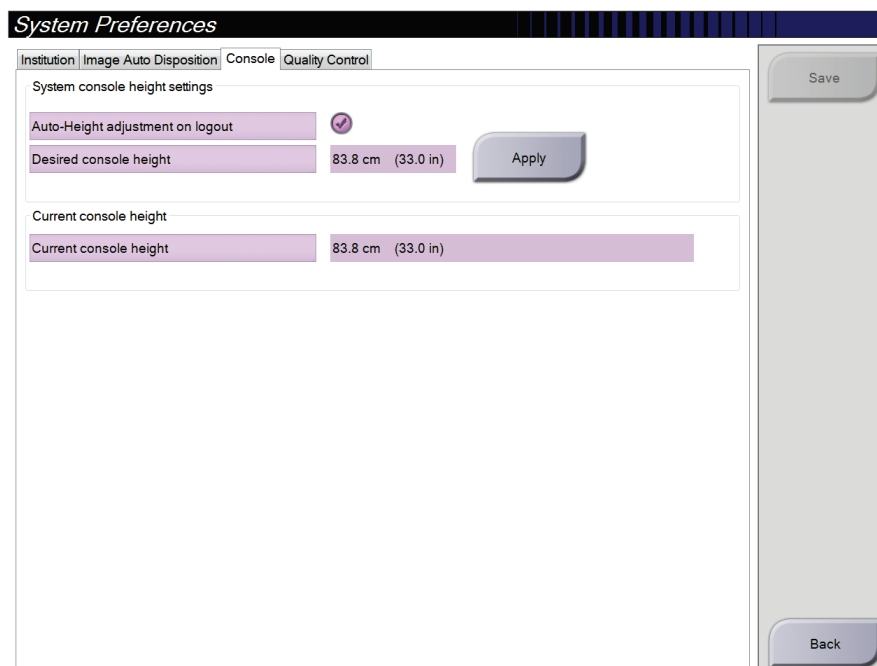 System Preferences
Institution Image Auto Disposition Console Quality Control
Save
System console height settings
Auto-Height adjustment on logout
Desired console height 83.8 cm (33.0 in) Apply
Current console height
Current console height 83.8 cm (33.0 in)
Back